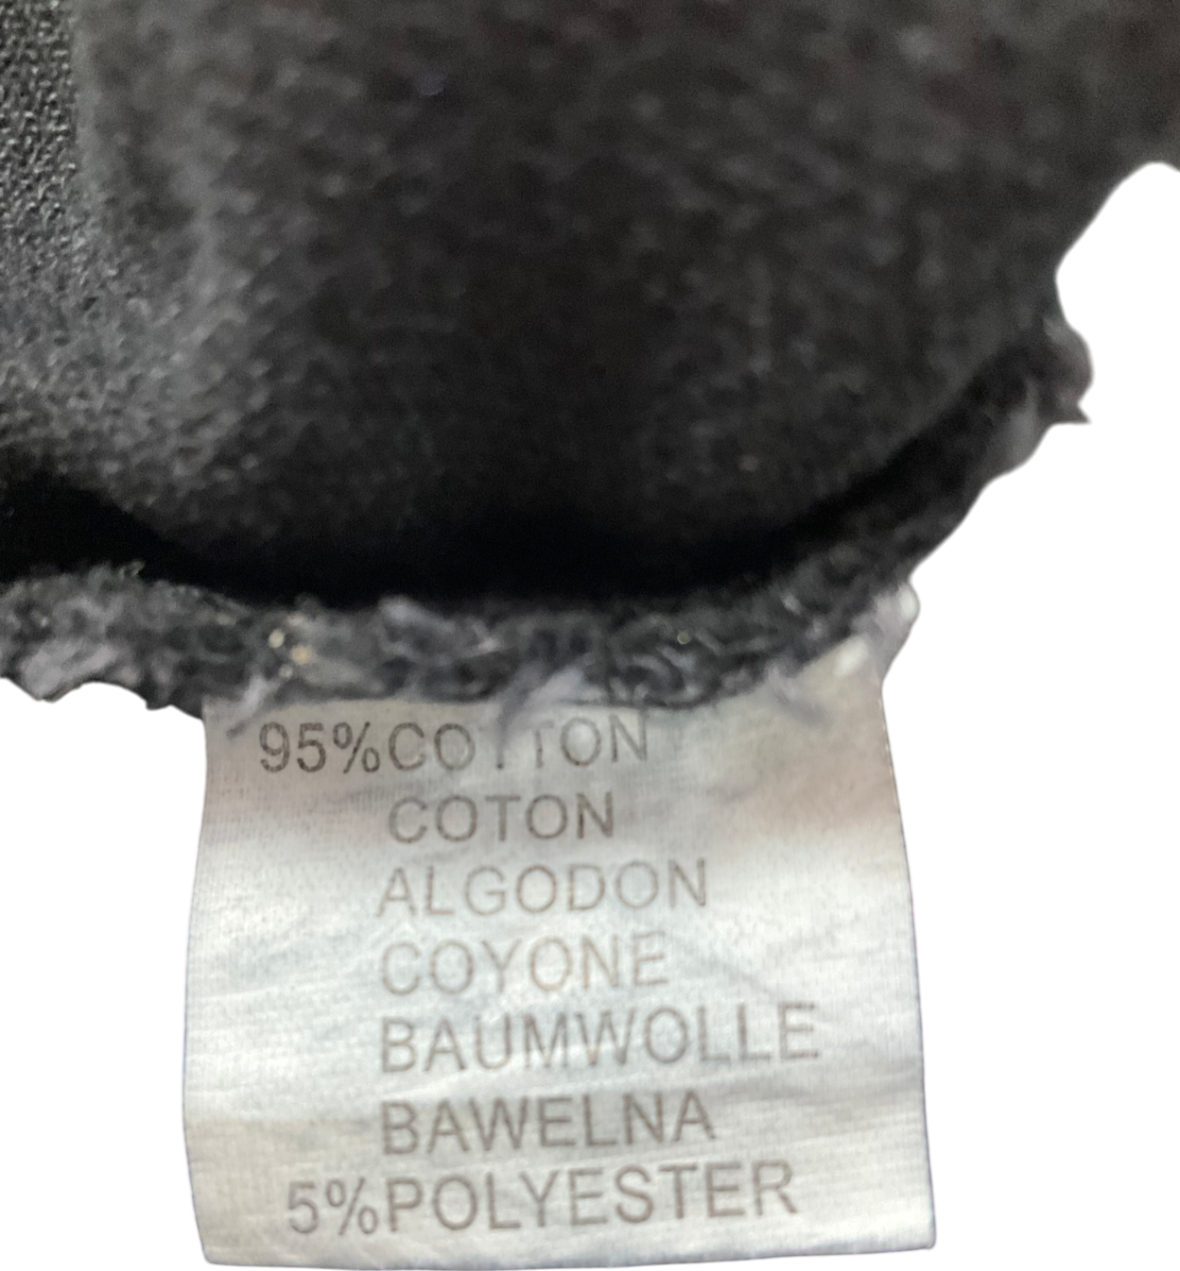 95%COTTON
COTON
ALGODON
COYONE
BAUMWOLLE
BAWELNA
5%POLYESTER